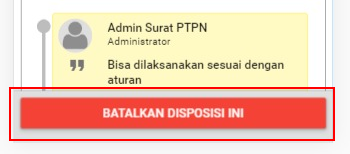 Admin Surat PTPN
Administrator
Bisa dilaksanakan sesuai dengan
aturan
BATALKAN DISPOSISI INI